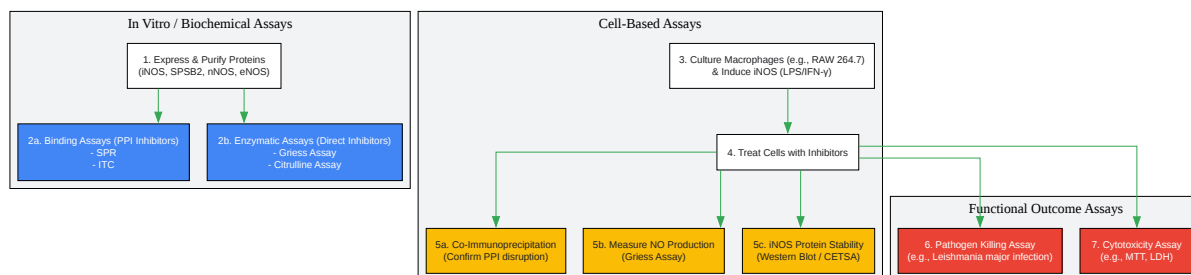 In Vitro / Biochemical Assays
1. Express & Purify Proteins
(iNOS, SPSB2, nNOS, eNOS)
2a. Binding Assays (PPI Inhibitors)
- SPR
- ITC
2b. Enzymatic Assays (Direct Inhibitors)
- Griess Assay
- Citrulline Assay
Cell-Based Assays
3. Culture Macrophages (e.g., RAW 264.7)
& Induce iNOS (LPS/IFN-γ)
4. Treat Cells with Inhibitors
5a. Co-Immunoprecipitation
(Confirm PPI disruption)
5b. Measure NO Production
(Griess Assay)
5c. iNOS Protein Stability
(Western Blot / CETSA)
Functional Outcome Assays
6. Pathogen Killing Assay
(e.g., Leishmania major infection)
7. Cytotoxicity Assay
(e.g., MTT, LDH)